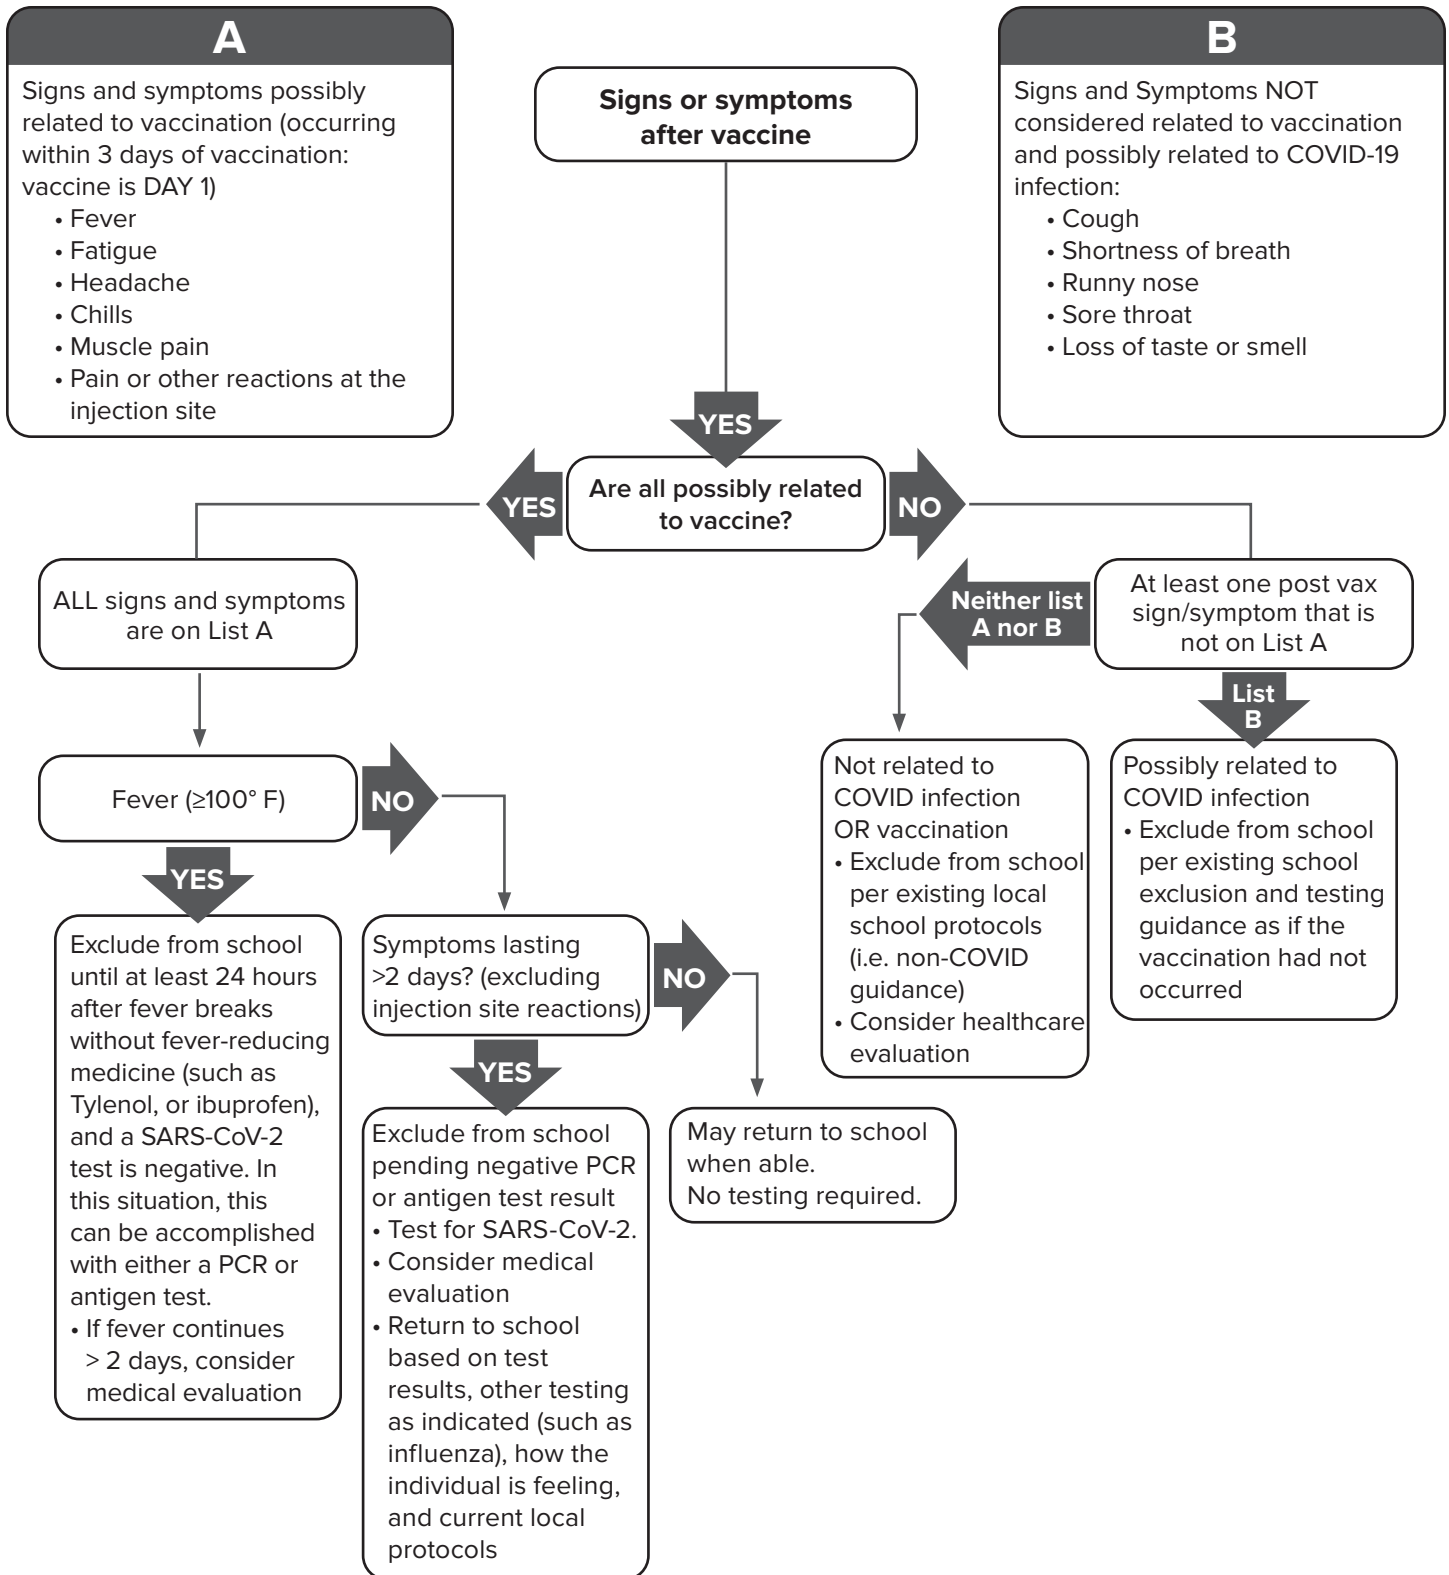 A
Signs and symptoms possibly
related to vaccination (occurring
within 3 days of vaccination:
vaccine is DAY 1)
• Fever
• Fatigue
• Headache
• Chills
• Muscle pain
• Pain or other reactions at the
injection site
Signs or symptoms
after vaccine
B
Signs and Symptoms NOT
considered related to vaccination
and possibly related to COVID-19
infection:
• Cough
• Shortness of breath
• Runny nose
• Sore throat
• Loss of taste or smell
YES
Are all possibly related
to vaccine?
YES
NO
ALL signs and symptoms
are on List A
At least one post vax
sign/symptom that is
not on List A
Neither list
A nor B
List
B
Fever (≥100° F)
NO
YES
Exclude from school
until at least 24 hours
after fever breaks
without fever-reducing
medicine (such as
Tylenol, or ibuprofen),
and a SARS-CoV-2
test is negative. In
this situation, this
can be accomplished
with either a PCR or
antigen test.
• If fever continues
> 2 days, consider
medical evaluation
Symptoms lasting
>2 days? (excluding
injection site reactions)
NO
YES
Exclude from school
pending negative PCR
or antigen test result
• Test for SARS-CoV-2.
• Consider medical
evaluation
• Return to school
based on test
results, other testing
as indicated (such as
influenza), how the
individual is feeling,
and current local
protocols
May return to school
when able.
No testing required.
Not related to
COVID infection
OR vaccination
• Exclude from school
per existing local
school protocols
(i.e. non-COVID
guidance)
• Consider healthcare
evaluation
Possibly related to
COVID infection
• Exclude from school
per existing school
exclusion and testing
guidance as if the
vaccination had not
occurred